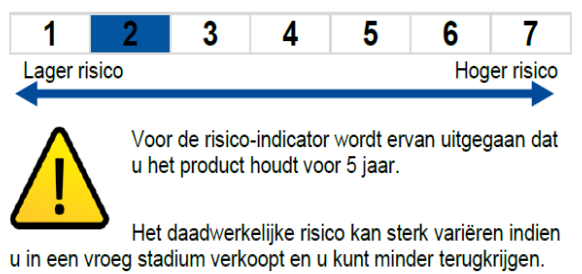 1 2 3 4 5 6 7
Lager risico Hoger risico
Voor de risico-indicator wordt ervan uitgegaan dat
u het product houdt voor 5 jaar.
Het daadwerkelijke risico kan sterk variëren indien
u in een vroeg stadium verkoopt en u kunt minder terugkrijgen.